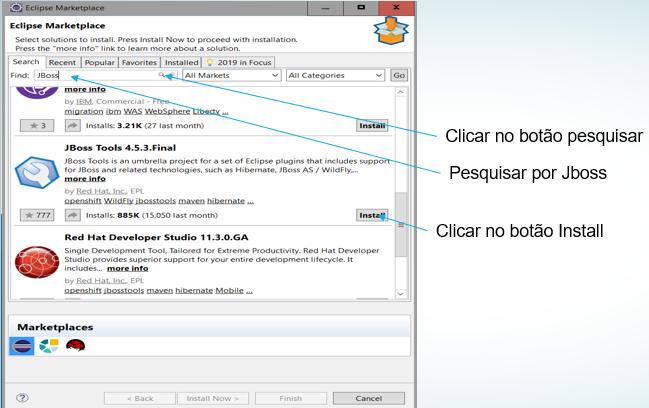 Eclipse Marketplace
Eclipse Marketplace
Select solutions to install. Press Install Now to proceed with installation.
Press the "more info" link to learn more about a solution.
Search Recent Popular Favorites Installed 2019 in Focus
Find: JBoss All Markets All Categories Go
more info
by IBM, Commercial - Free
migration ibm WAS WebSphere Liberty ...
3 Installs: 3.21K (27 last month) Install
Clicar no botão pesquisar
JBoss Tools 4.5.3.Final
JBoss Tools is an umbrella project for a set of Eclipse plugins that includes support
for JBoss and related technologies, such as Hibernate, JBoss AS / WildFly,...
Pesquisar por Jboss
more info
by Red Hat, Inc., EPL
openshift WildFly jbosstools maven hibernate ...
777 Installs: 885K (15,050 last month) Install
Clicar no botão Install
Red Hat Developer Studio 11.3.0.GA
Single Development Tool, Tailored for Extreme Productivity. Red Hat Developer
Studio provides superior support for your entire development lifecycle. It
includes... more info
by Red Hat, Inc., EPL
openshift jbosstools maven hibernate Mobile ...
Marketplaces
? < Back Install Now > Finish Cancel